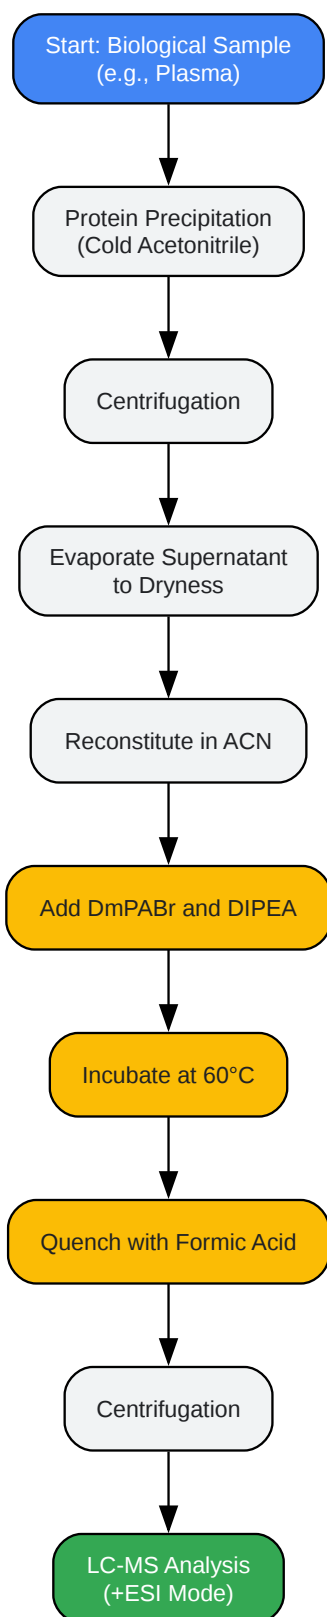 Start: Biological Sample
(e.g., Plasma)
Protein Precipitation
(Cold Acetonitrile)
Centrifugation
Evaporate Supernatant
to Dryness
Reconstitute in ACN
Add DmPABr and DIPEA
Incubate at 60°C
Quench with Formic Acid
Centrifugation
LC-MS Analysis
(+ESI Mode)